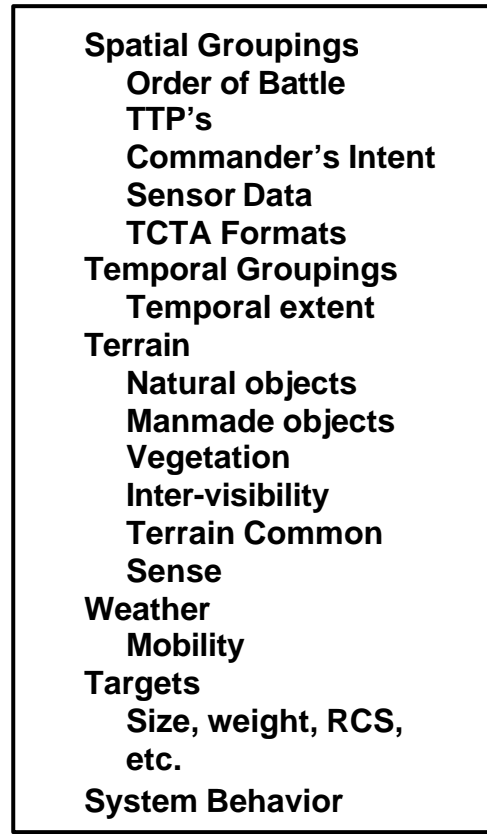 Spatial Groupings
Order of Battle
TTP’s
Commander’s Intent
Sensor Data
TCTA Formats
Temporal Groupings
Temporal extent
Terrain
Natural objects
Manmade objects
Vegetation
Inter-visibility
Terrain Common
Sense
Weather
Mobility
Targets
Size, weight, RCS,
etc.
System Behavior